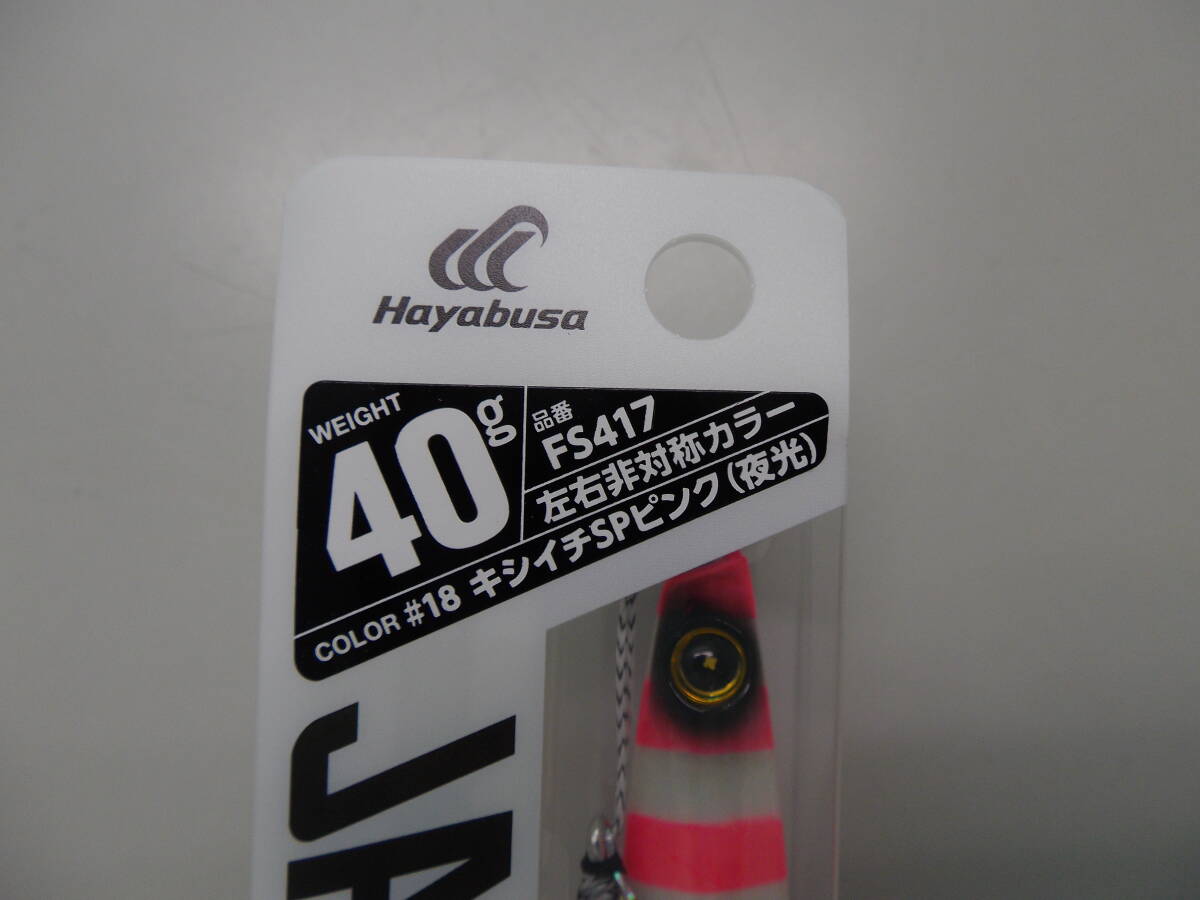 Hayabusa
WEIGHT
40g
品番
FS417
左右非対称カラー
COLOR #18 キシイチSPピンク(夜光)
JA